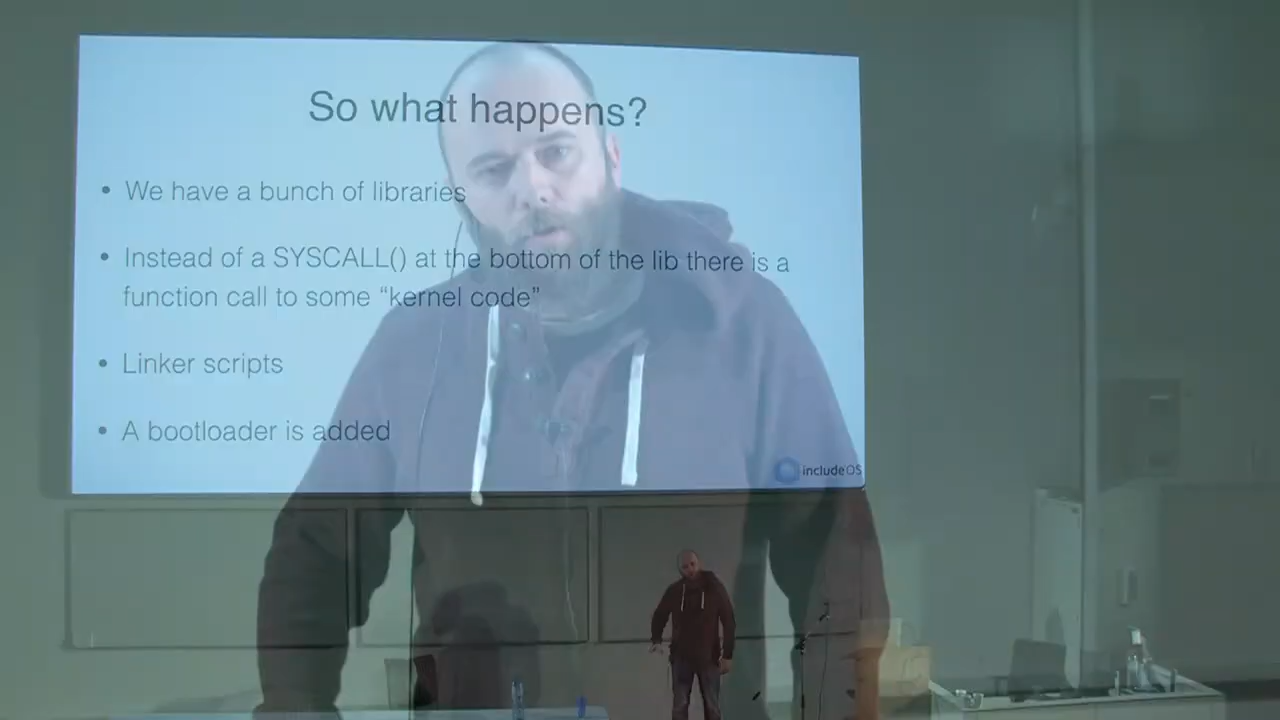 So what happens?
• We have a bunch of libraries
• Instead of a SYSCALL() at the bottom of the lib there is a
function call to some “kernel code”
• Linker scripts
• A bootloader is added
includeOS